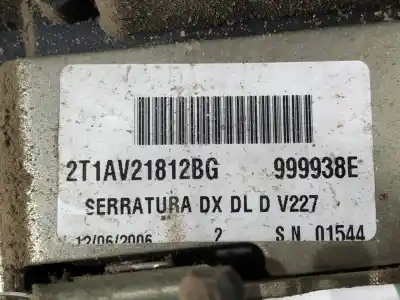 2T1AV21812BG 999938E
SERRATURA DX DL D V227
12/06/2006 2 S.N. 01544